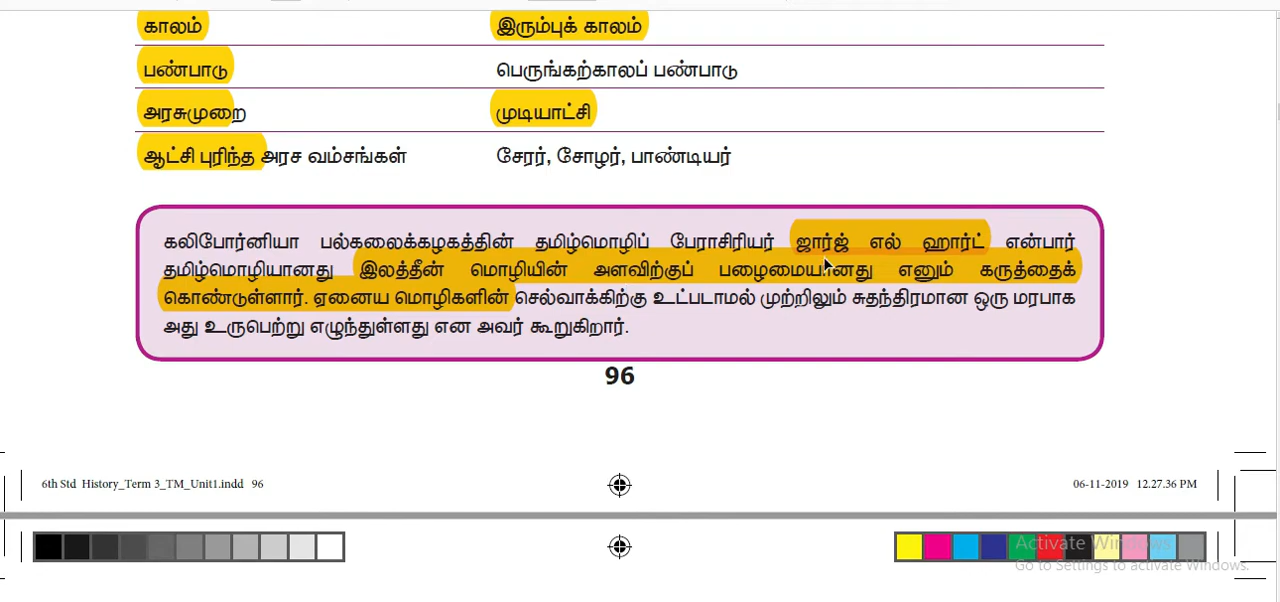 காலம் இரும்புக் காலம்
பண்பாடு பெருங்கற்காலப் பண்பாடு
அரசுமுறை முடியாட்சி
ஆட்சி புரிந்த அரச வம்சங்கள் சேரர், சோழர், பாண்டியர்
கலிபோர்னியா பல்கலைக்கழகத்தின் தமிழ்மொழிப் பேராசிரியர் ஜார்ஜ் எல் ஹார்ட் என்பார்
தமிழ்மொழியானது இலத்தீன் மொழியின் அளவிற்குப் பழைமையானது எனும் கருத்தைக்
கொண்டுள்ளார். ஏனைய மொழிகளின் செல்வாக்கிற்கு உட்படாமல் முற்றிலும் சுதந்திரமான ஒரு மரபாக
அது உருபெற்று எழுந்துள்ளது என அவர் கூறுகிறார்.
96
6th Std History_Term 3_TM_Unit1.indd 96 06-11-2019 12.27.36 PM
Activate Windows
Go to Settings to activate Windows.